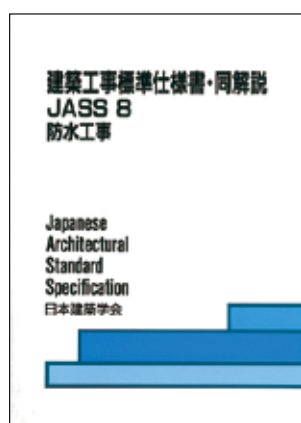 建築工事標準仕様書・同解説
JASS 8
防水工事
Japanese
Architectural
Standard
Specification
日本建築学会